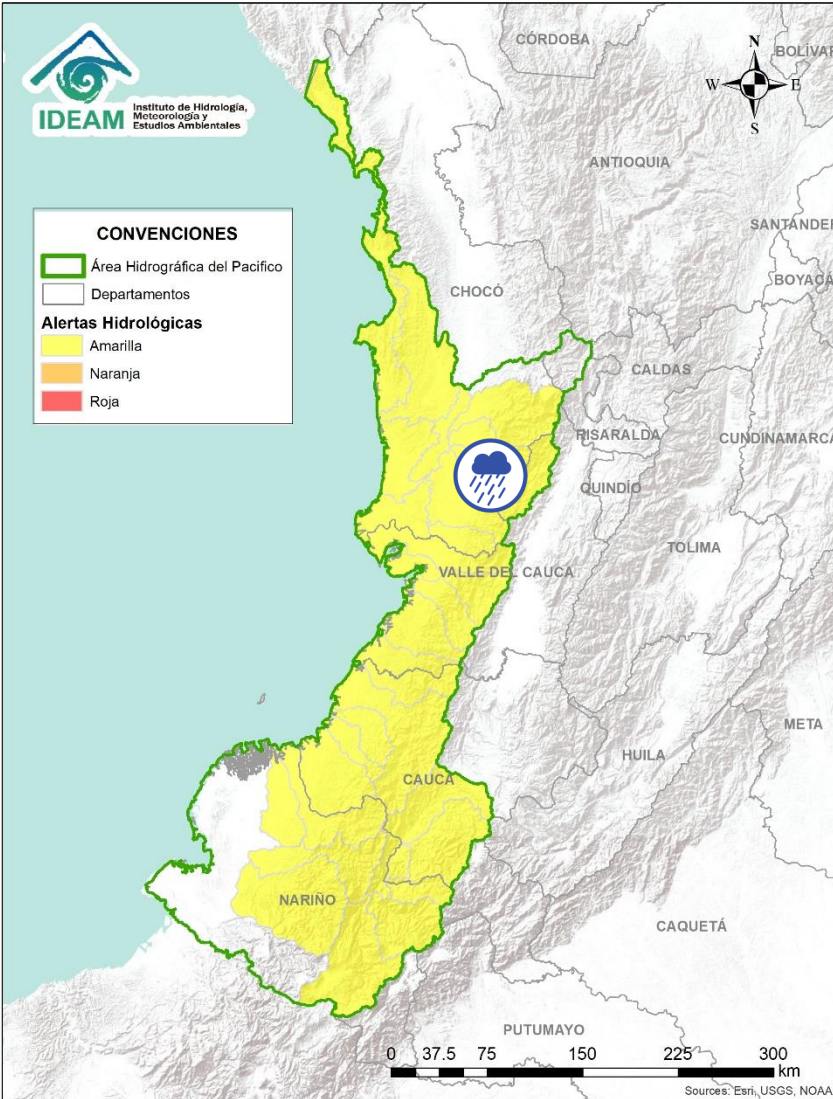 IDEAM
Instituto de Hidrología,
Meteorología y
Estudios Ambientales
CÓRDOBA
BOLÍVAR
N
W
E
S
ANTIOQUIA
SANTANDER
CONVENCIONES
Área Hidrográfica del Pacifico
Departamentos
Alertas Hidrológicas
Amarilla
Naranja
Roja
BOYACÁ
CHOCÓ
CALDAS
RISARALDA
CUNDINAMARCA
QUINDÍO
TOLIMA
VALLE DEL CAUCA
META
HUILA
CAUCA
NARIÑO
CAQUETÁ
PUTUMAYO
0 37.5 75 150 225 300
km
Sources: Esri, USGS, NOAA